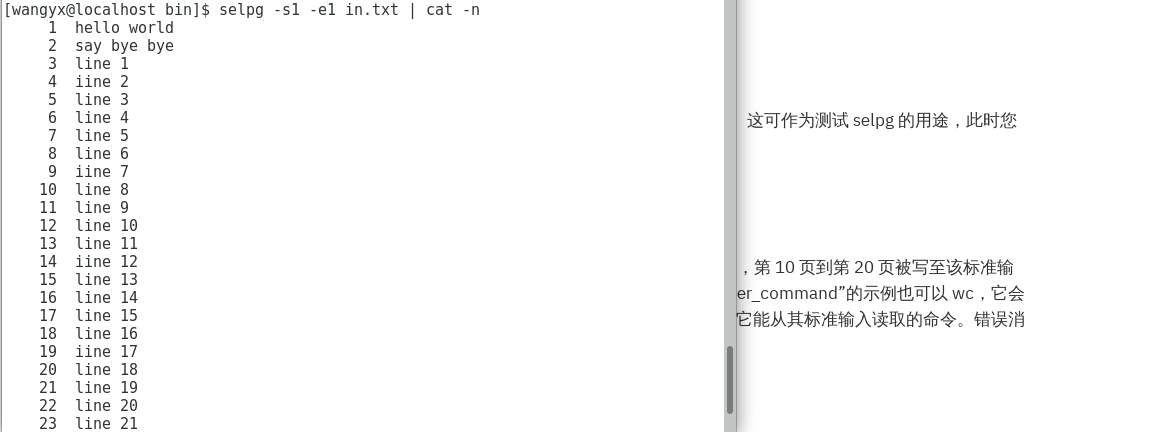 [wangyx@localhost bin]$ selpg -s1 -e1 in.txt | cat -n
1 hello world
2 say bye bye
3 line 1
4 iine 2
5 line 3
6 line 4
7 line 5
8 line 6
9 iine 7
10 line 8
11 line 9
12 line 10
13 line 11
14 iine 12
15 line 13
16 line 14
17 line 15
18 line 16
19 iine 17
20 line 18
21 line 19
22 line 20
23 line 21
这可作为测试 selpg 的用途，此时您
，第 10 页到第 20 页被写至该标准输
er_command”的示例也可以 wc，它会
它能从其标准输入读取的命令。错误消